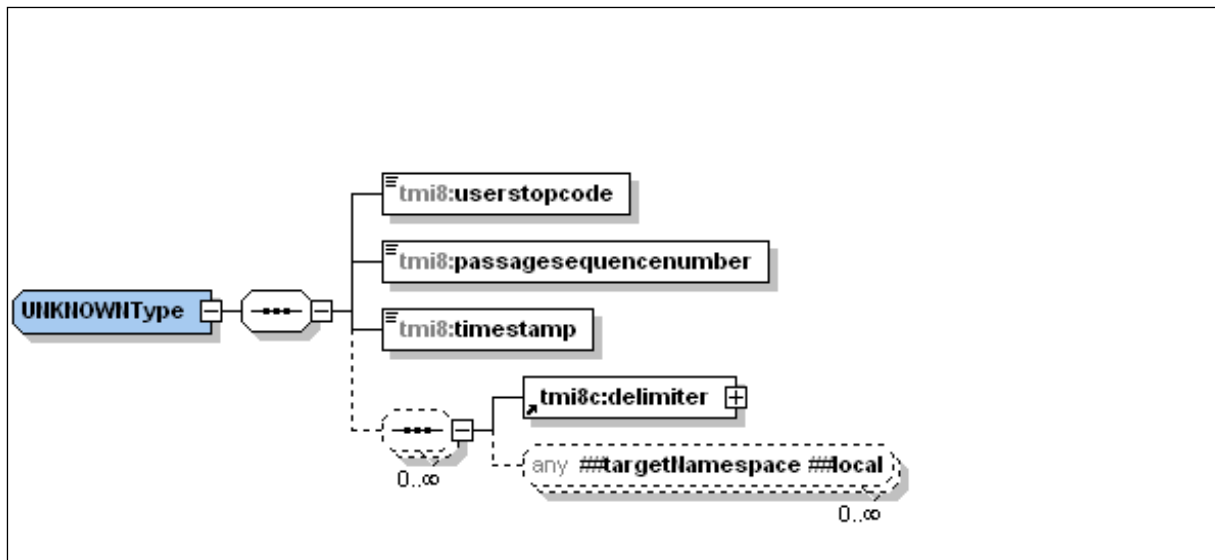 tmi8:userstopcode
tmi8:passagesequencenumber
UNKNOWNType
tmi8:timestamp
tmi8c:delimiter
any ##targetNamespace ##local
0..∞
0..∞